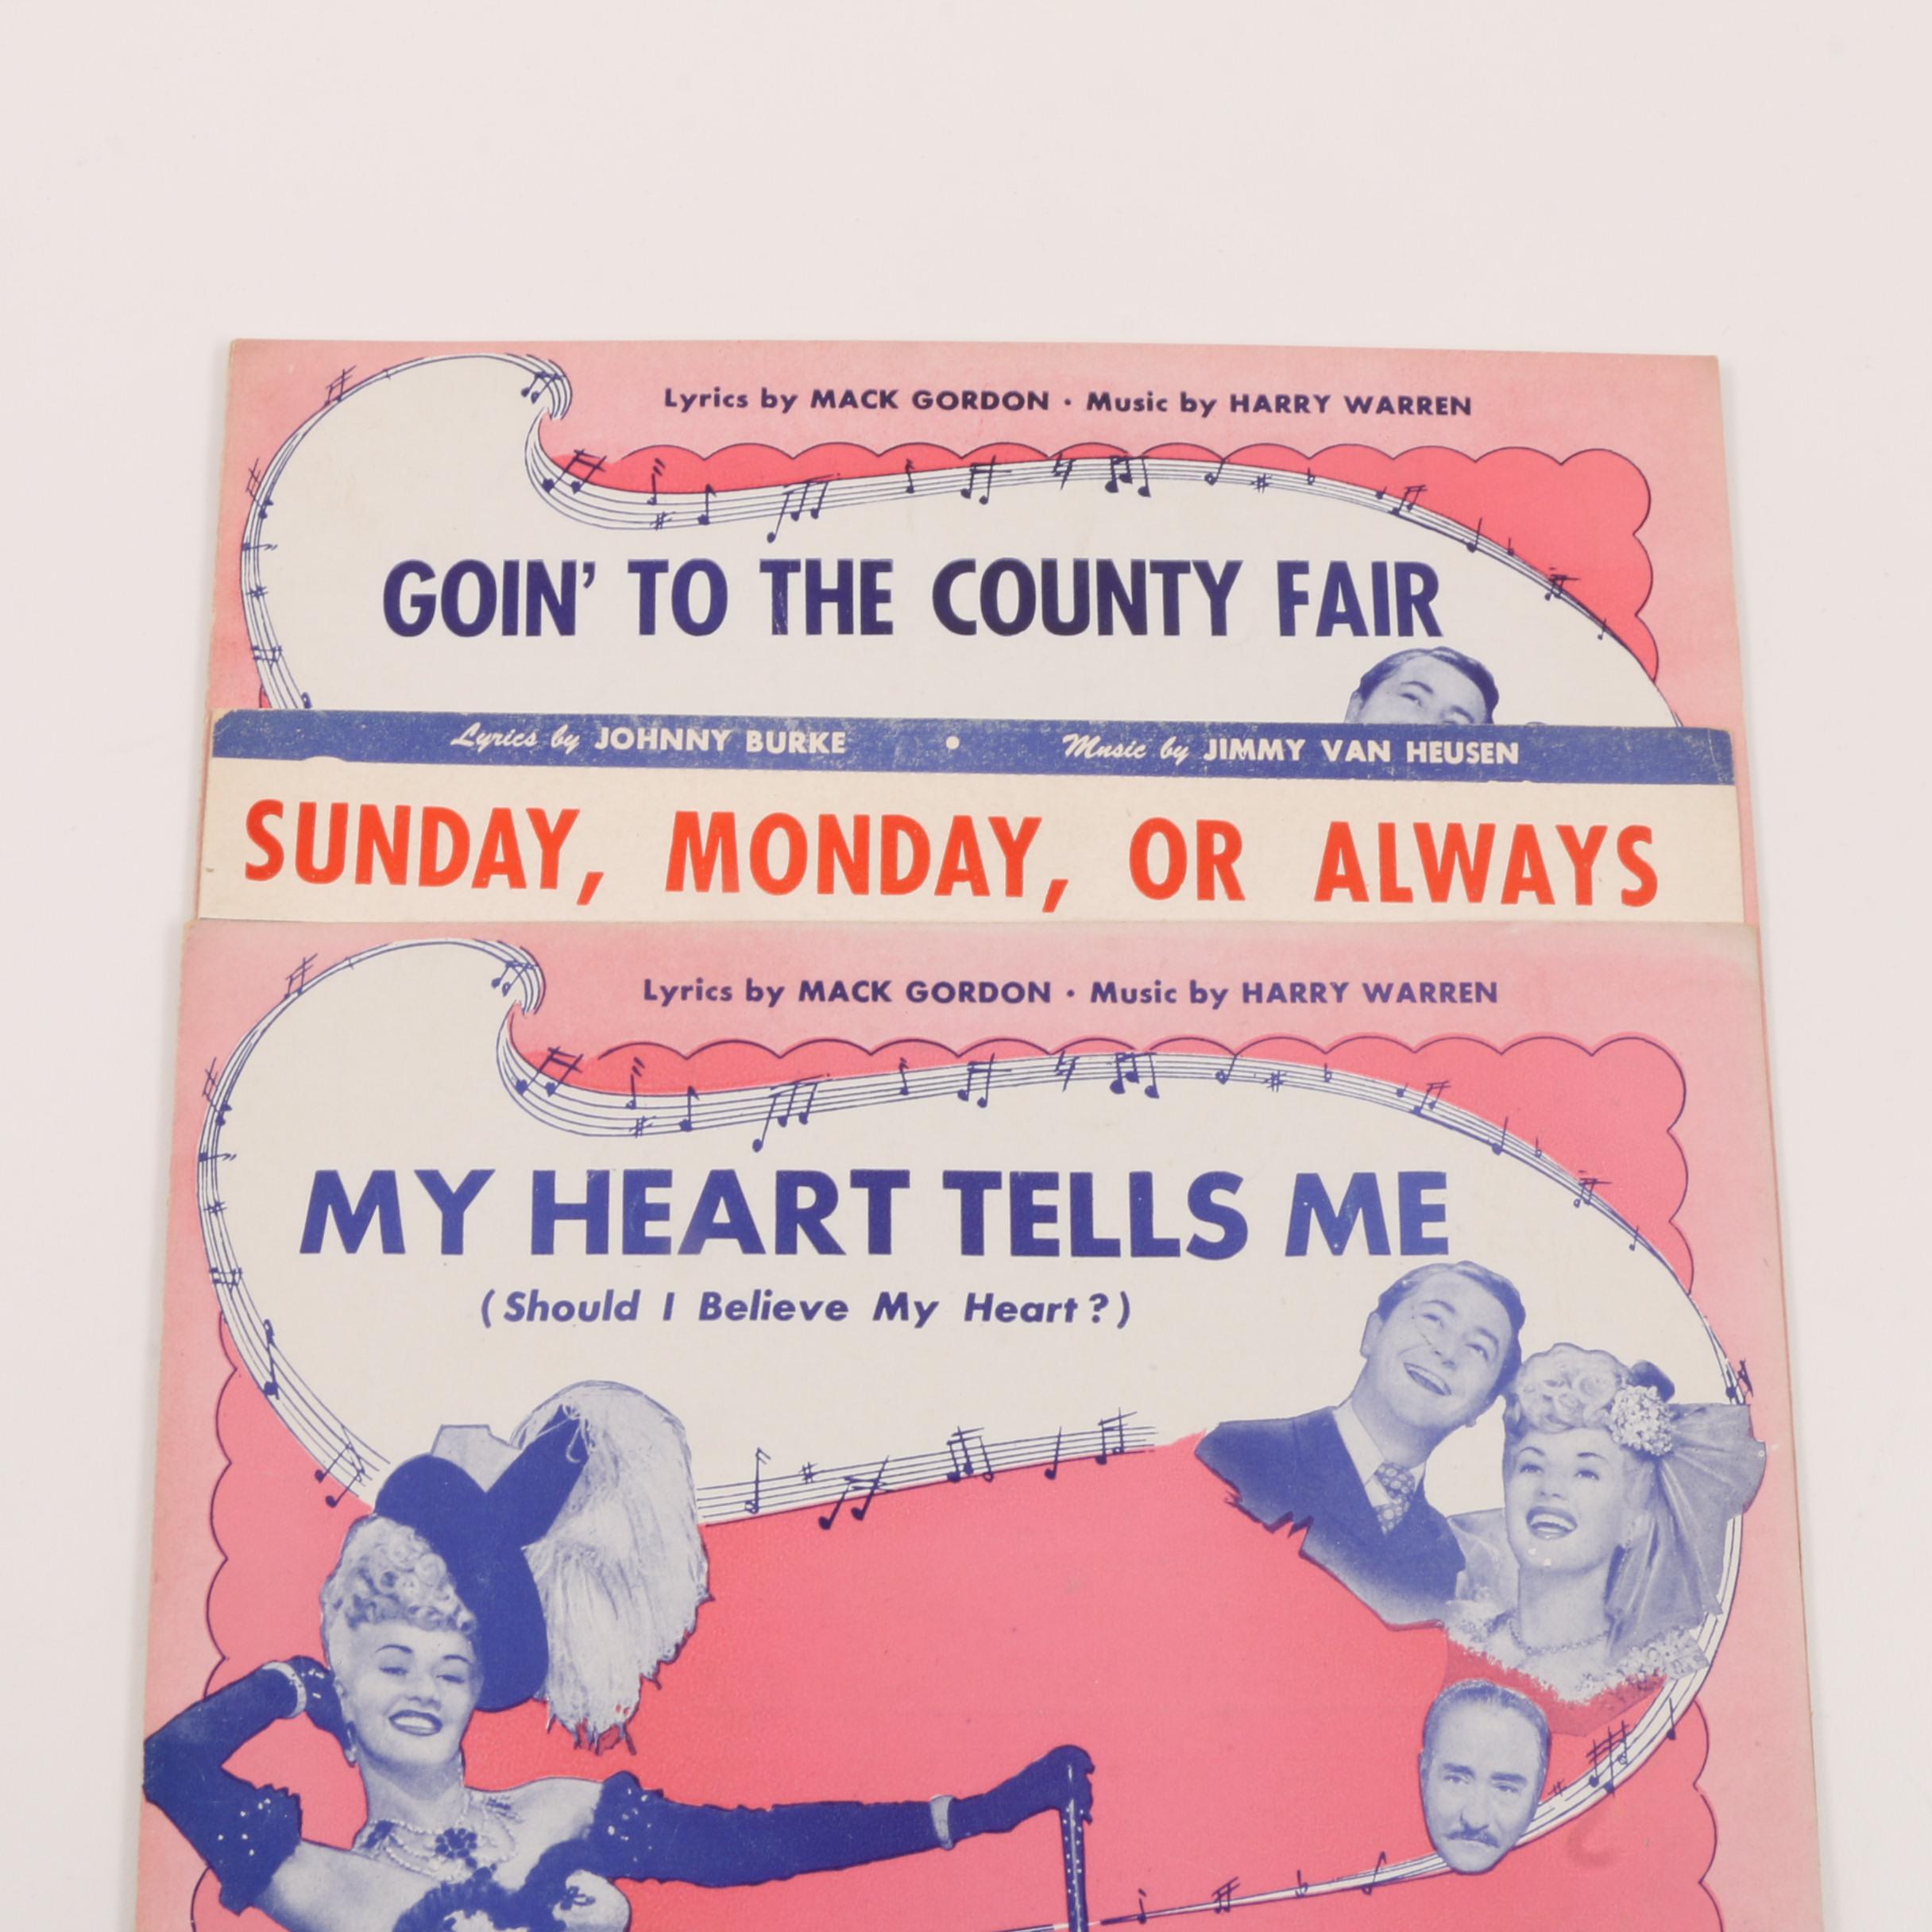 Lyrics by MACK GORDON • Music by HARRY WARREN
GOIN' TO THE COUNTY FAIR
Lyrics by JOHNNY BURKE • Music by JIMMY VAN HEUSEN
SUNDAY, MONDAY, OR ALWAYS
Lyrics by MACK GORDON • Music by HARRY WARREN
MY HEART TELLS ME
(Should I Believe My Heart?)